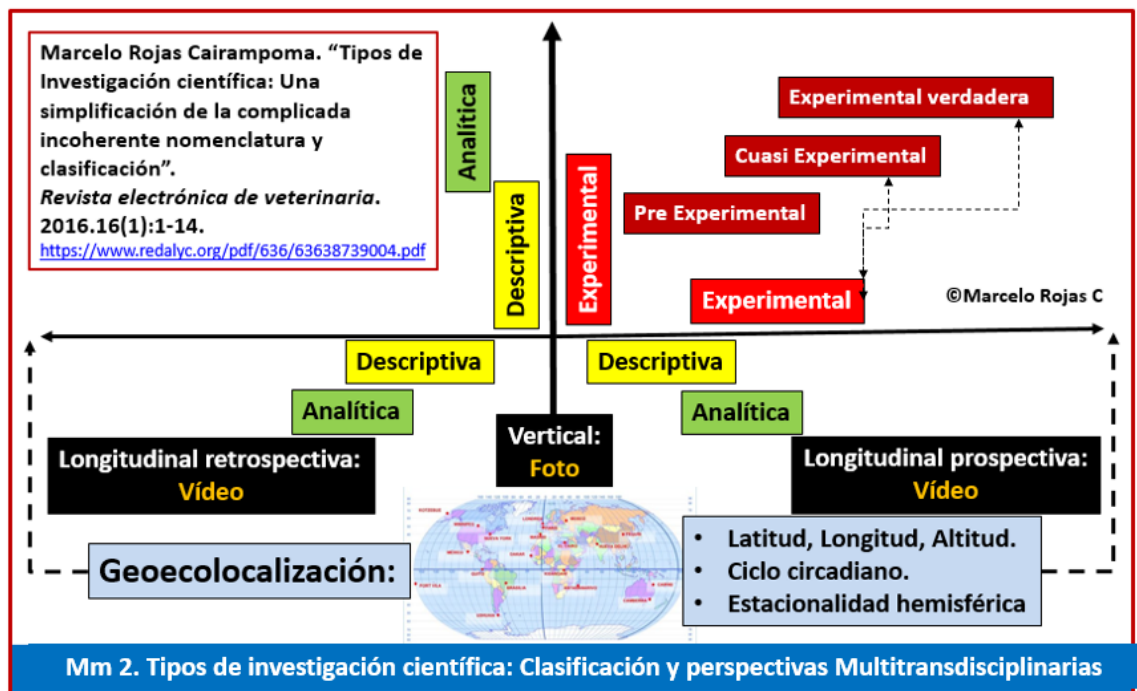 Marcelo Rojas Cairampoma. “Tipos de
Investigación científica: Una
simplificación de la complicada
incoherente nomenclatura y
clasificación”.
Revista electrónica de veterinaria.
2016.16(1):1-14.
https://www.redalyc.org/pdf/636/63638739004.pdf
Analítica
Descriptiva
Experimental
Experimental verdadera
Cuasi Experimental
Pre Experimental
Experimental
©Marcelo Rojas C
Descriptiva
Descriptiva
Analítica
Analítica
Longitudinal retrospectiva:
Vídeo
Vertical:
Foto
Longitudinal prospectiva:
Vídeo
Geoecolocalización:
• Latitud, Longitud, Altitud.
• Ciclo circadiano.
• Estacionalidad hemisférica
Mm 2. Tipos de investigación científica: Clasificación y perspectivas Multitransdisciplinarias